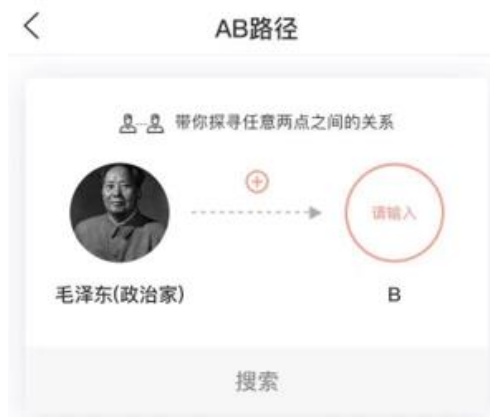 AB路径
带你探寻任意两点之间的关系
请输入
毛泽东(政治家)
B
搜索